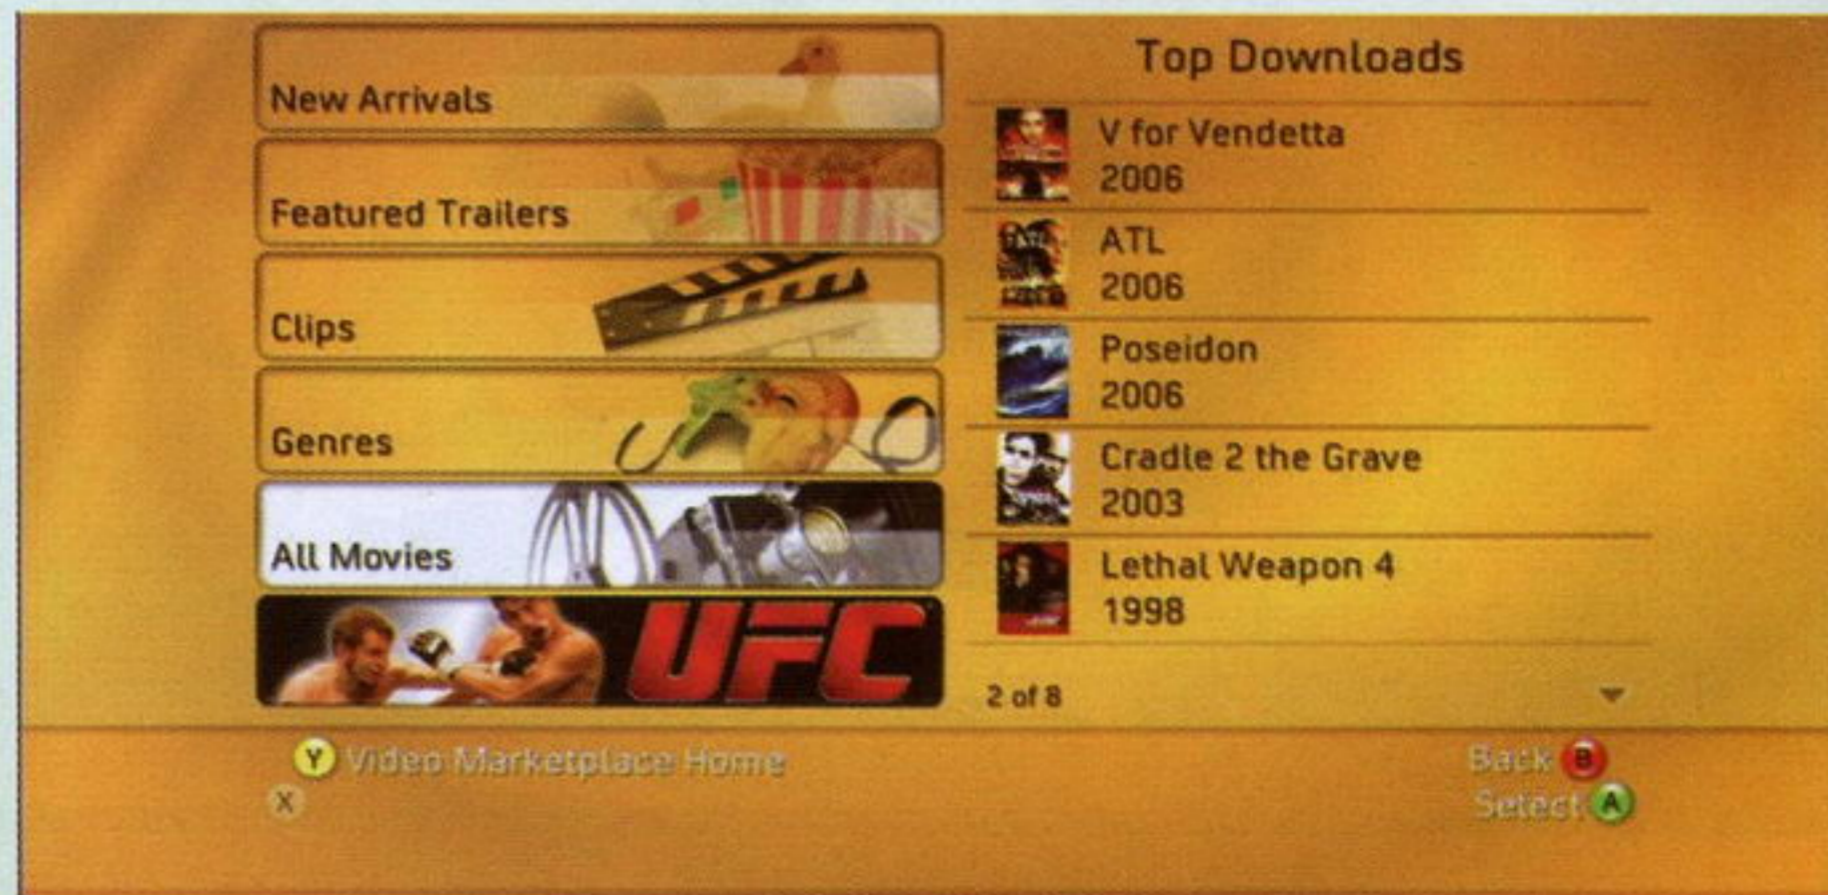 New Arrivals
Featured Trailers
Clips
Genres
All Movies
UFC
Top Downloads
V for Vendetta
2006
ATL
2006
Poseidon
2006
Cradle 2 the Grave
2003
Lethal Weapon 4
1998
2 of 8
Y Video Marketplace Home
X
Back B
Select A